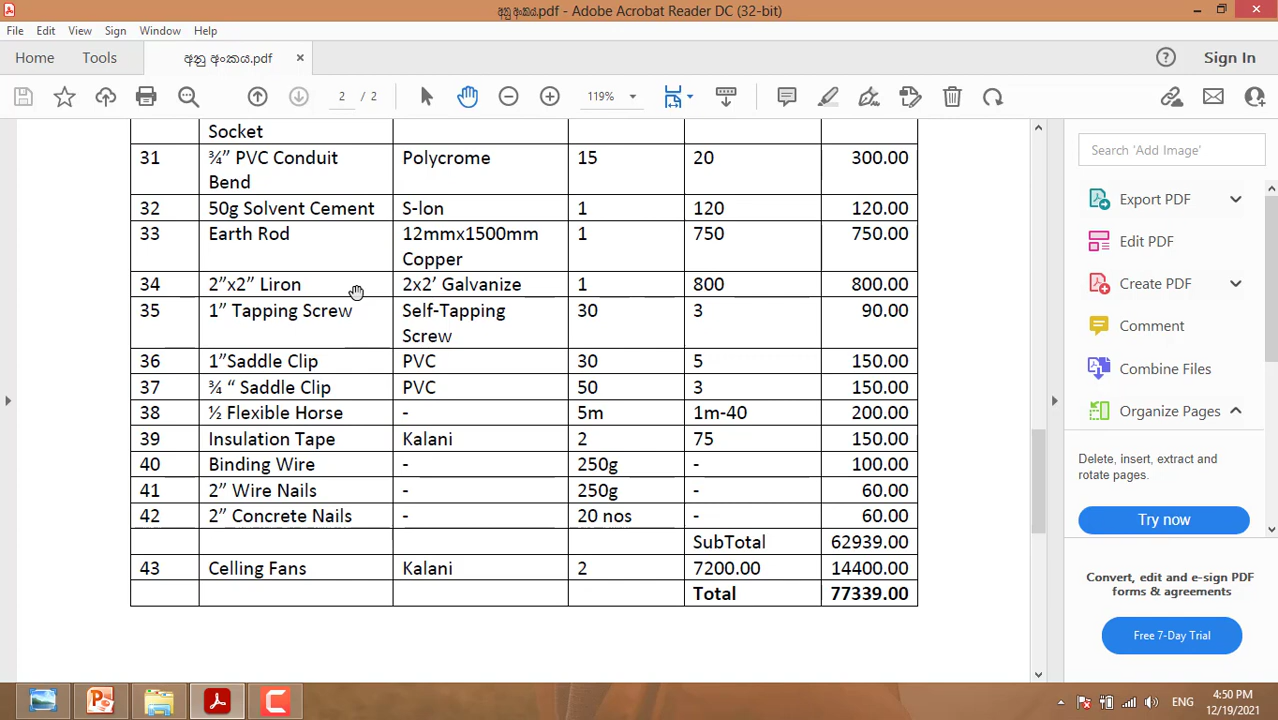 අනු අංකය.pdf - Adobe Acrobat Reader DC (32-bit)
File Edit View Sign Window Help
Home Tools අනු අංකය.pdf × Sign In
2 / 2 119%
Socket
31 ¾” PVC Conduit Bend Polycrome 15 20 300.00
32 50g Solvent Cement S-lon 1 120 120.00
33 Earth Rod 12mmx1500mm Copper 1 750 750.00
34 2”x2” Liron 2x2’ Galvanize 1 800 800.00
35 1” Tapping Screw Self-Tapping Screw 30 3 90.00
36 1”Saddle Clip PVC 30 5 150.00
37 ¾ “ Saddle Clip PVC 50 3 150.00
38 ½ Flexible Horse - 5m 1m-40 200.00
39 Insulation Tape Kalani 2 75 150.00
40 Binding Wire - 250g - 100.00
41 2” Wire Nails - 250g - 60.00
42 2” Concrete Nails - 20 nos - 60.00
SubTotal 62939.00
43 Celling Fans Kalani 2 7200.00 14400.00
Total 77339.00
Search 'Add Image'
Export PDF
Edit PDF
Create PDF
Comment
Combine Files
Organize Pages
Delete, insert, extract and
rotate pages.
Try now
Convert, edit and e-sign PDF
forms & agreements
Free 7-Day Trial
ENG
4:50 PM
12/19/2021